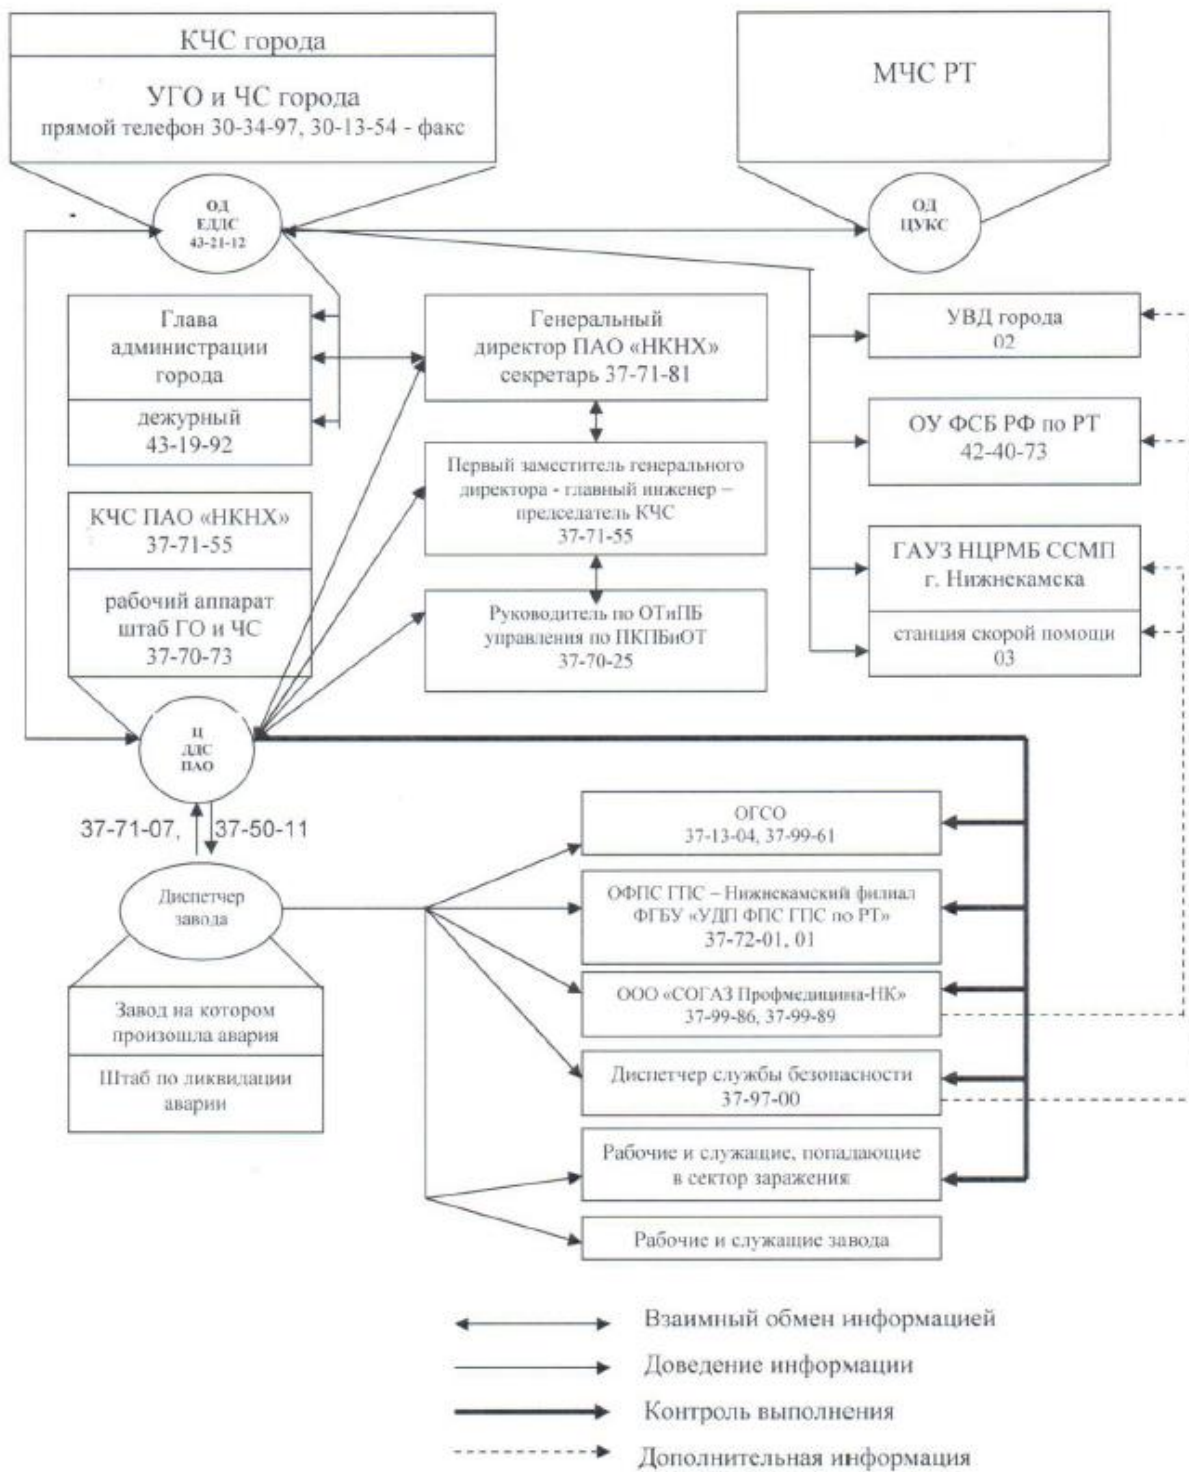 КЧС города
УГО и ЧС города
прямой телефон 30-34-97, 30-13-54 - факс
МЧС РТ
ОД
ЕДДС
43-21-12
ОД
ЦУКС
Глава
администрации
города
дежурный
43-19-92
Генеральный
директор ПАО «НКНХ»
секретарь 37-71-81
УВД города
02
ОУ ФСБ РФ по РТ
42-40-73
Первый заместитель генерального
директора - главный инженер –
председатель КЧС
37-71-55
КЧС ПАО «НКНХ»
37-71-55
рабочий аппарат
штаб ГО и ЧС
37-70-73
ГАУЗ НЦРМБ ССМП
г. Нижнекамска
станция скорой помощи
03
Руководитель по ОТиПБ
управления по ПКПБиОТ
37-70-25
Ц
ДДС
ПАО
37-71-07, 37-50-11
Диспетчер
завода
Завод на котором
произошла авария
Штаб по ликвидации
аварии
ОГСО
37-13-04, 37-99-61
ОФПС ГПС – Нижнекамский филиал
ФГБУ «УДП ФПС ГПС по РТ»
37-72-01, 01
ООО «СОГАЗ Профмедицина-НК»
37-99-86, 37-99-89
Диспетчер службы безопасности
37-97-00
Рабочие и служащие, попадающие
в сектор заражения
Рабочие и служащие завода
Взаимный обмен информацией
Доведение информации
Контроль выполнения
Дополнительная информация